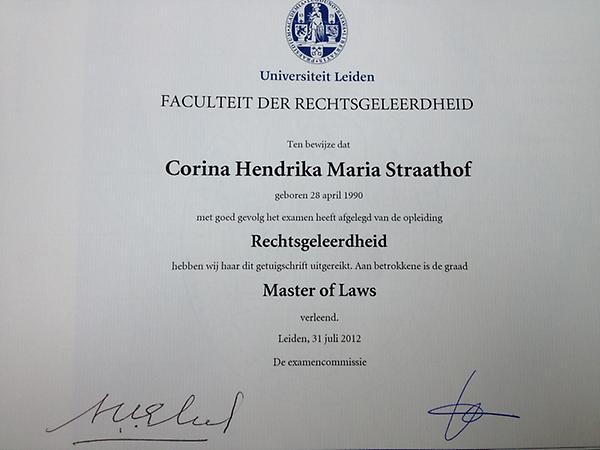 Universiteit Leiden
FACULTEIT DER RECHTSGELEERDHEID
Ten bewijze dat
Corina Hendrika Maria Straathof
geboren 28 april 1990
met goed gevolg het examen heeft afgelegd van de opleiding
Rechtsgeleerdheid
hebben wij haar dit getuigschrift uitgereikt. Aan betrokkene is de graad
Master of Laws
verleend.
Leiden, 31 juli 2012
De examencommissie